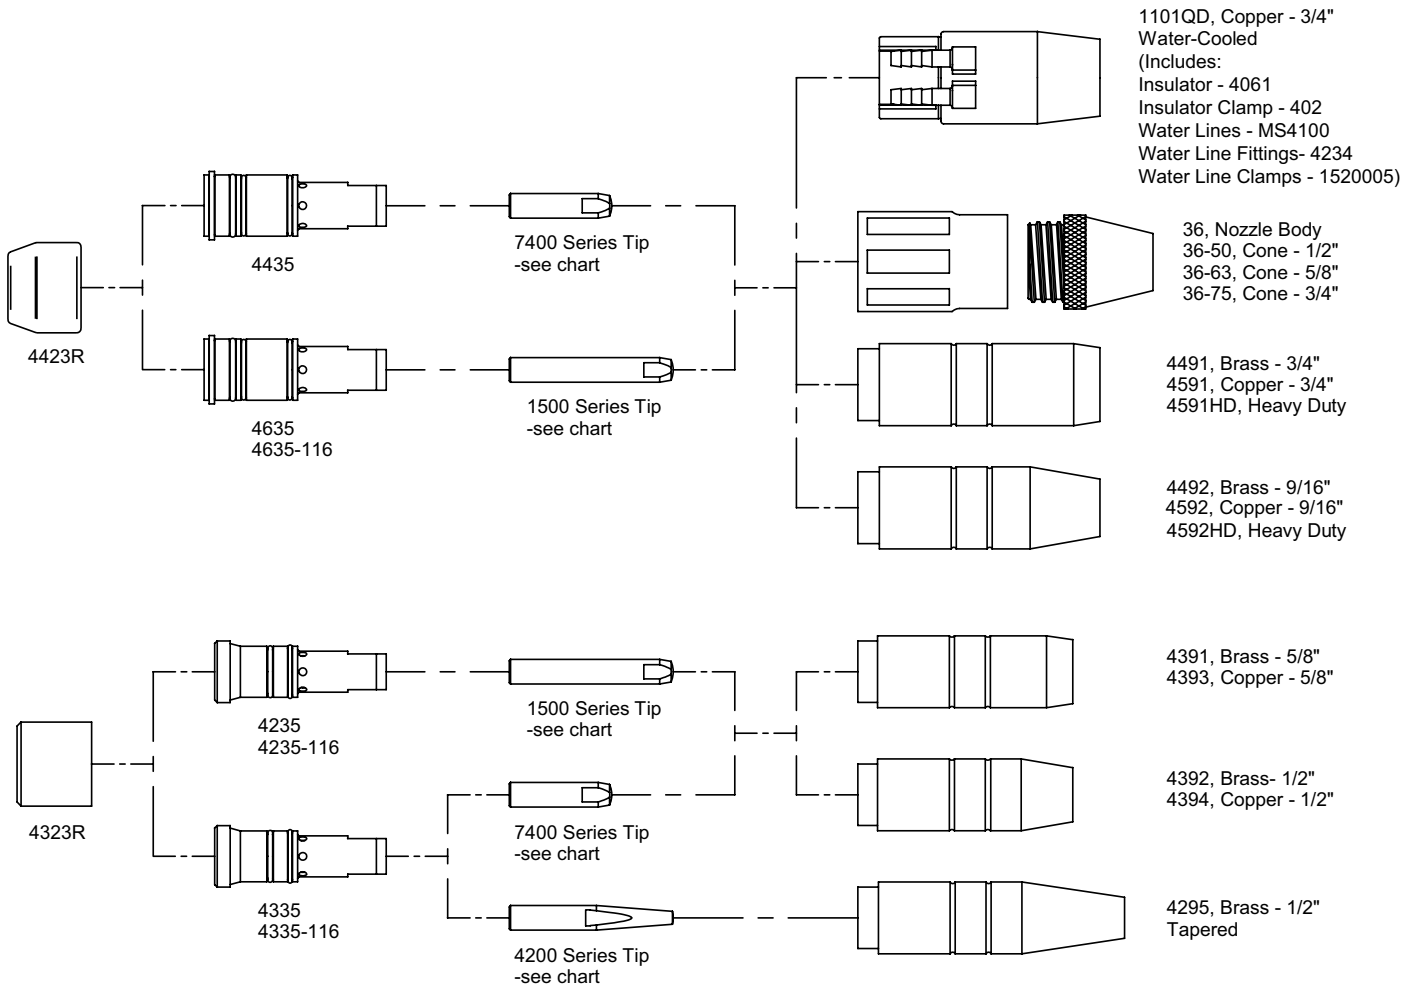 1101QD, Copper - 3/4"
Water-Cooled
(Includes:
Insulator - 4061
Insulator Clamp - 402
Water Lines - MS4100
Water Line Fittings- 4234
Water Line Clamps - 1520005)
4435
7400 Series Tip
-see chart
36, Nozzle Body
36-50, Cone - 1/2"
36-63, Cone - 5/8"
36-75, Cone - 3/4"
4423R
4635
4635-116
1500 Series Tip
-see chart
4491, Brass - 3/4"
4591, Copper - 3/4"
4591HD, Heavy Duty
4492, Brass - 9/16"
4592, Copper - 9/16"
4592HD, Heavy Duty
4235
4235-116
1500 Series Tip
-see chart
4391, Brass - 5/8"
4393, Copper - 5/8"
4323R
7400 Series Tip
-see chart
4392, Brass- 1/2"
4394, Copper - 1/2"
4335
4335-116
4200 Series Tip
-see chart
4295, Brass - 1/2"
Tapered